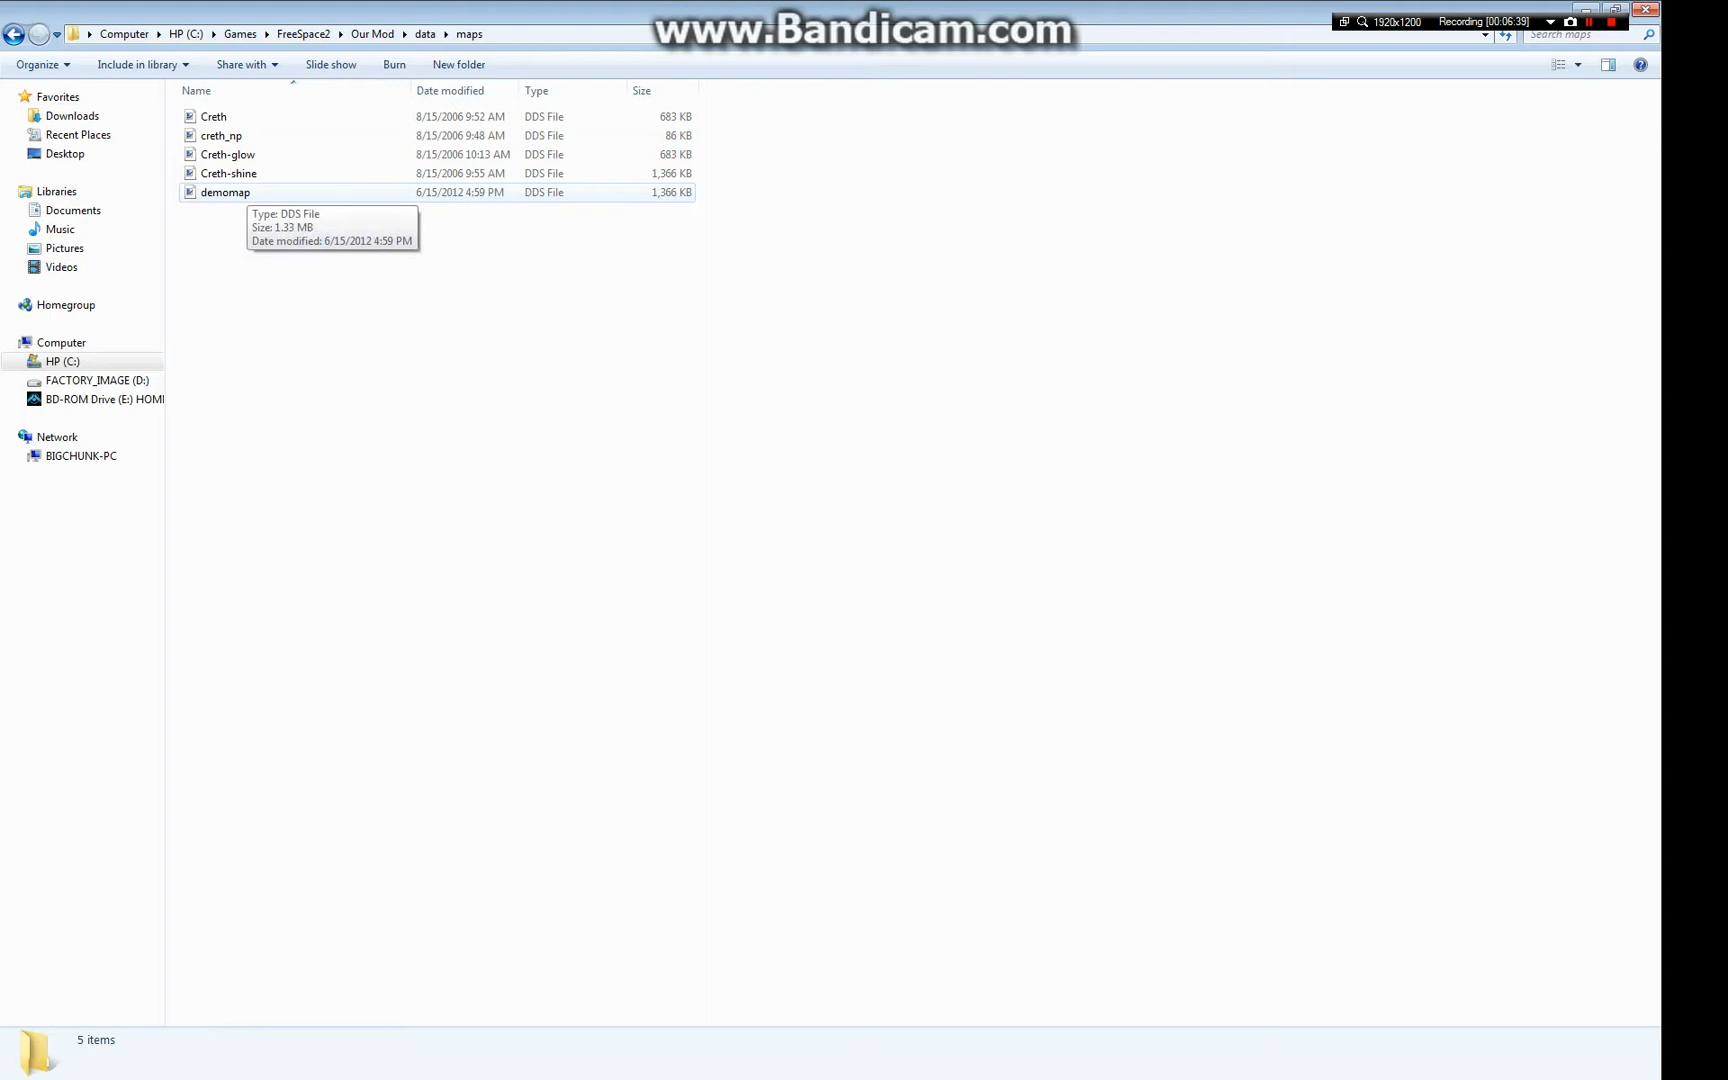 www.Bandicam.com
1920x1200 Recording [00:06:39]
Computer HP (C:) Games FreeSpace2 Our Mod data maps
Search maps
Organize Include in library Share with Slide show Burn New folder
Name Date modified Type Size
Creth 8/15/2006 9:52 AM DDS File 683 KB
creth_np 8/15/2006 9:48 AM DDS File 86 KB
Creth-glow 8/15/2006 10:13 AM DDS File 683 KB
Creth-shine 8/15/2006 9:55 AM DDS File 1,366 KB
demomap 6/15/2012 4:59 PM DDS File 1,366 KB
Type: DDS File
Size: 1.33 MB
Date modified: 6/15/2012 4:59 PM
Favorites
Downloads
Recent Places
Desktop
Libraries
Documents
Music
Pictures
Videos
Homegroup
Computer
HP (C:)
FACTORY_IMAGE (D:)
BD-ROM Drive (E:) HOM
Network
BIGCHUNK-PC
5 items